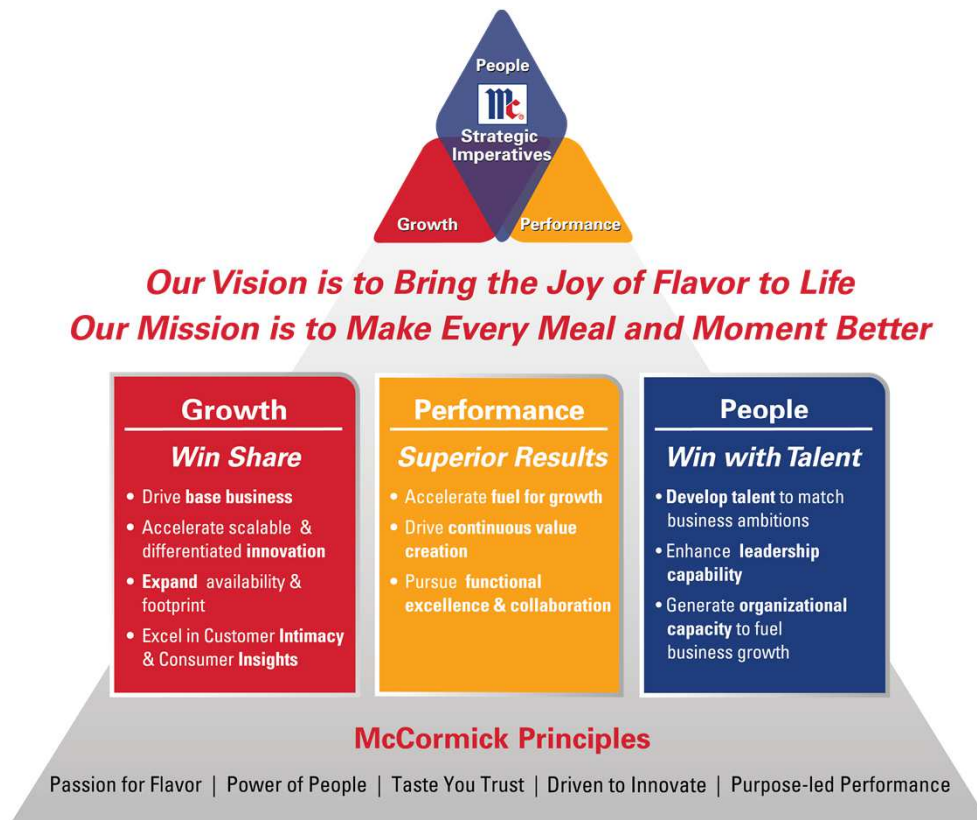 People
Mc®
Strategic
Imperatives
Growth
Performance
Our Vision is to Bring the Joy of Flavor to Life
Our Mission is to Make Every Meal and Moment Better
Growth
Win Share
• Drive base business
• Accelerate scalable &
differentiated innovation
• Expand availability &
footprint
• Excel in Customer Intimacy
& Consumer Insights
Performance
Superior Results
• Accelerate fuel for growth
• Drive continuous value
creation
• Pursue functional
excellence & collaboration
People
Win with Talent
• Develop talent to match
business ambitions
• Enhance leadership
capability
• Generate organizational
capacity to fuel
business growth
McCormick Principles
Passion for Flavor | Power of People | Taste You Trust | Driven to Innovate | Purpose-led Performance